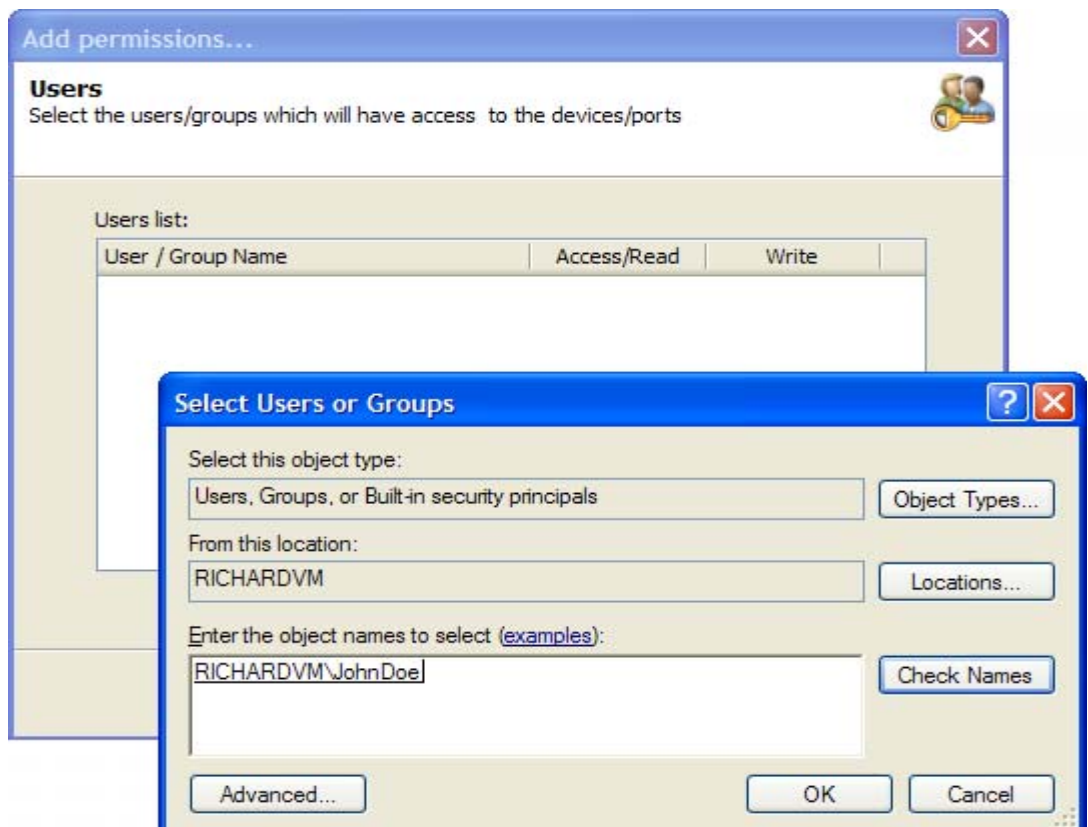 Add permissions...
Users
Select the users/groups which will have access to the devices/ports
Users list:
User / Group Name Access/Read Write
Select Users or Groups
Select this object type:
Users, Groups, or Built-in security principals Object Types...
From this location:
RICHARDVM Locations...
Enter the object names to select (examples):
RICHARDVM\JohnDoe Check Names
Advanced... OK Cancel